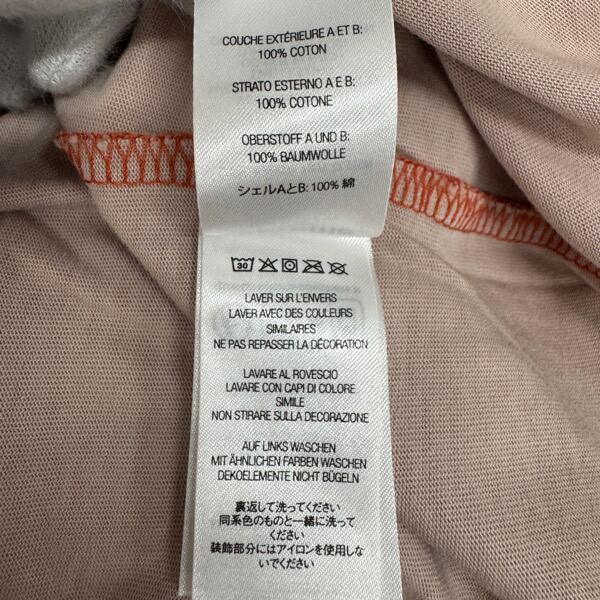 COUCHE EXTÉRIEURE A ET B:
100% COTON
STRATO ESTERNO A E B:
100% COTONE
OBERSTOFF A UND B:
100% BAUMWOLLE
シェルAとB: 100% 綿
30
LAVER SUR L'ENVERS
LAVER AVEC DES COULEURS
SIMILAIRES
NE PAS REPASSER LA DÉCORATION
LAVARE AL ROVESCIO
LAVARE CON CAPI DI COLORE
SIMILE
NON STIRARE SULLA DECORAZIONE
AUF LINKS WASCHEN
MIT ÄHNLICHEN FARBEN WASCHEN
DEKOELEMENTE NICHT BÜGELN
裏返して洗ってください
同系色のものと一緒に洗って
ください
装飾部分にはアイロンを使用しな
いでください